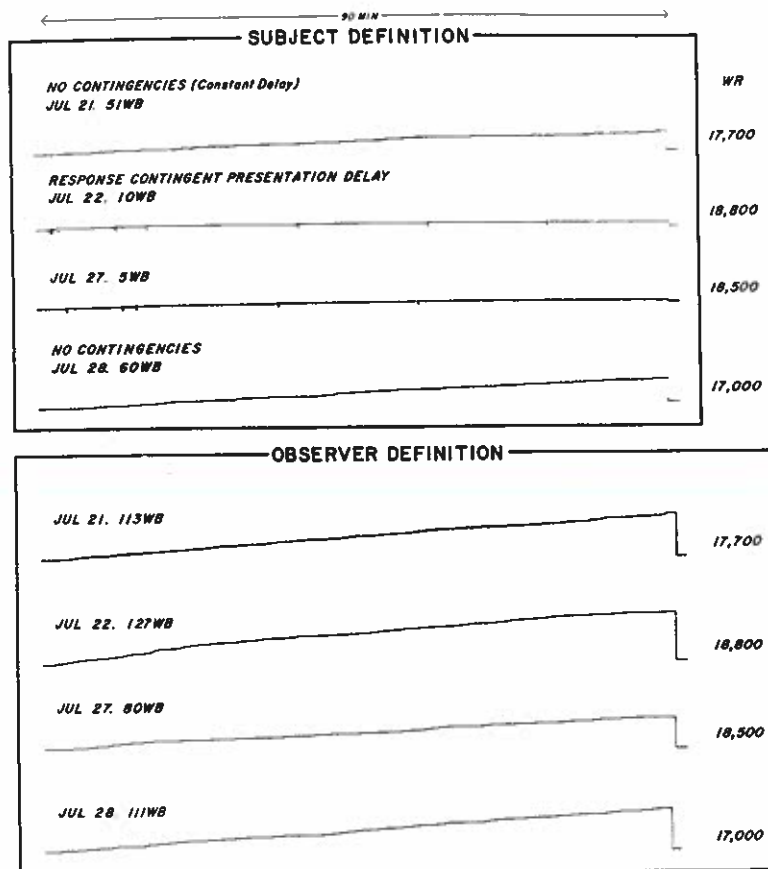 90 MIN
SUBJECT DEFINITION
NO CONTINGENCIES (Constant Delay)
JUL 21. 51WB
WR
17,700
RESPONSE CONTINGENT PRESENTATION DELAY
JUL 22. 10WB
18,800
JUL 27. 5WB
18,500
NO CONTINGENCIES
JUL 28. 60WB
17,000
OBSERVER DEFINITION
JUL 21. 113WB
17,700
JUL 22. 127WB
18,800
JUL 27. 80WB
18,500
JUL 28. 111WB
17,000